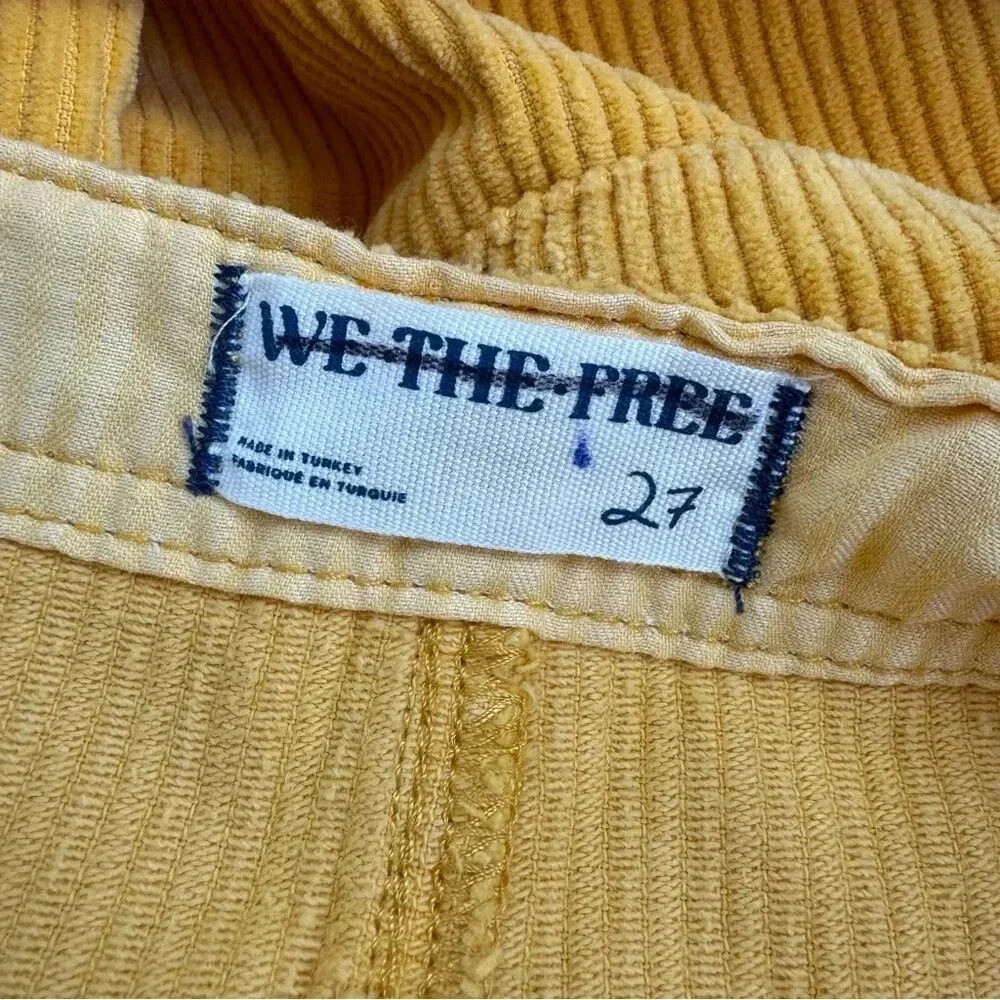 WE THE FREE
MADE IN TURKEY
FABRIQUÉ EN TURQUIE
27